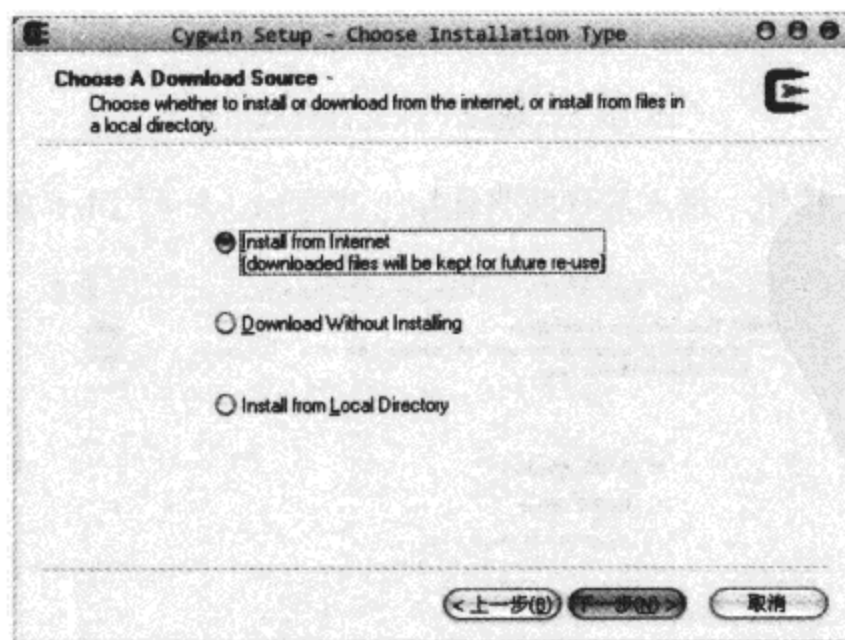 Cygwin Setup - Choose Installation Type
Choose A Download Source
Choose whether to install or download from the internet, or install from files in
a local directory.
Install from Internet
(downloaded files will be kept for future re-use)
Download Without Installing
Install from Local Directory
<上一步(B) 下一步(N)> 取消